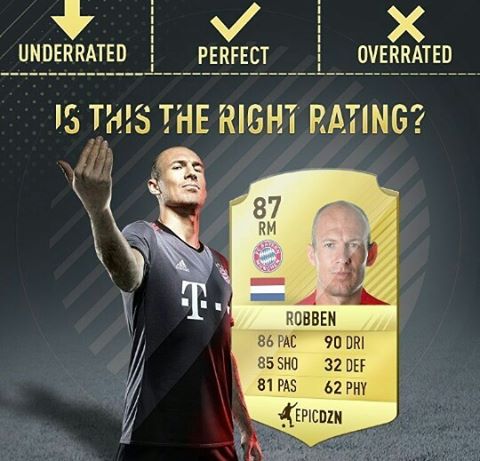 UNDERRATED
PERFECT
OVERRATED
IS THIS THE RIGHT RATING?
87
RM
adidas
T
ROBBEN
86 PAC 90 DRI
85 SHO 32 DEF
81 PAS 62 PHY
EPICDZN